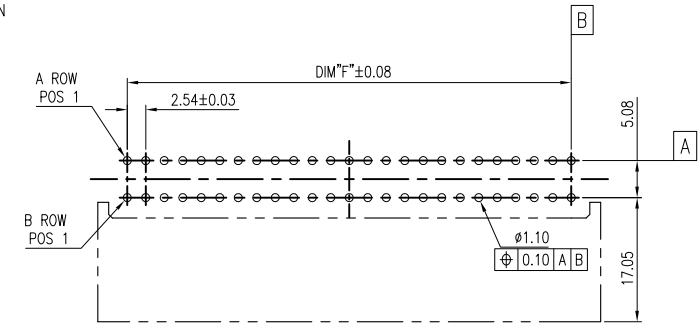 N
B
DIM"F"±0.08
A ROW
POS 1
2.54±0.03
5.08
A
B ROW
POS 1
ø1.10
⌖ 0.10 A B
17.05